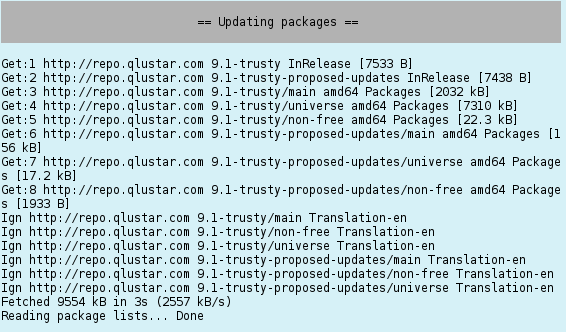 == Updating packages ==
Get:1 http://repo.qlustar.com 9.1-trusty InRelease [7533 B]
Get:2 http://repo.qlustar.com 9.1-trusty-proposed-updates InRelease [7438 B]
Get:3 http://repo.qlustar.com 9.1-trusty/main amd64 Packages [2032 kB]
Get:4 http://repo.qlustar.com 9.1-trusty/universe amd64 Packages [7310 kB]
Get:5 http://repo.qlustar.com 9.1-trusty/non-free amd64 Packages [22.3 kB]
Get:6 http://repo.qlustar.com 9.1-trusty-proposed-updates/main amd64 Packages [1
56 kB]
Get:7 http://repo.qlustar.com 9.1-trusty-proposed-updates/universe amd64 Package
s [17.2 kB]
Get:8 http://repo.qlustar.com 9.1-trusty-proposed-updates/non-free amd64 Package
s [1933 B]
Ign http://repo.qlustar.com 9.1-trusty/main Translation-en
Ign http://repo.qlustar.com 9.1-trusty/non-free Translation-en
Ign http://repo.qlustar.com 9.1-trusty/universe Translation-en
Ign http://repo.qlustar.com 9.1-trusty-proposed-updates/main Translation-en
Ign http://repo.qlustar.com 9.1-trusty-proposed-updates/non-free Translation-en
Ign http://repo.qlustar.com 9.1-trusty-proposed-updates/universe Translation-en
Fetched 9554 kB in 3s (2557 kB/s)
Reading package lists... Done